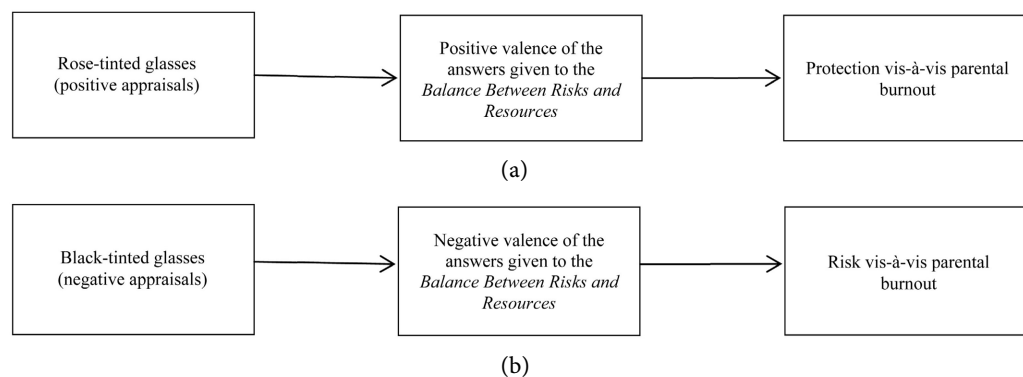 Rose-tinted glasses
(positive appraisals)
Positive valence of the
answers given to the
Balance Between Risks and
Resources
Protection vis-à-vis parental
burnout
(a)
Black-tinted glasses
(negative appraisals)
Negative valence of the
answers given to the
Balance Between Risks and
Resources
Risk vis-à-vis parental
burnout
(b)